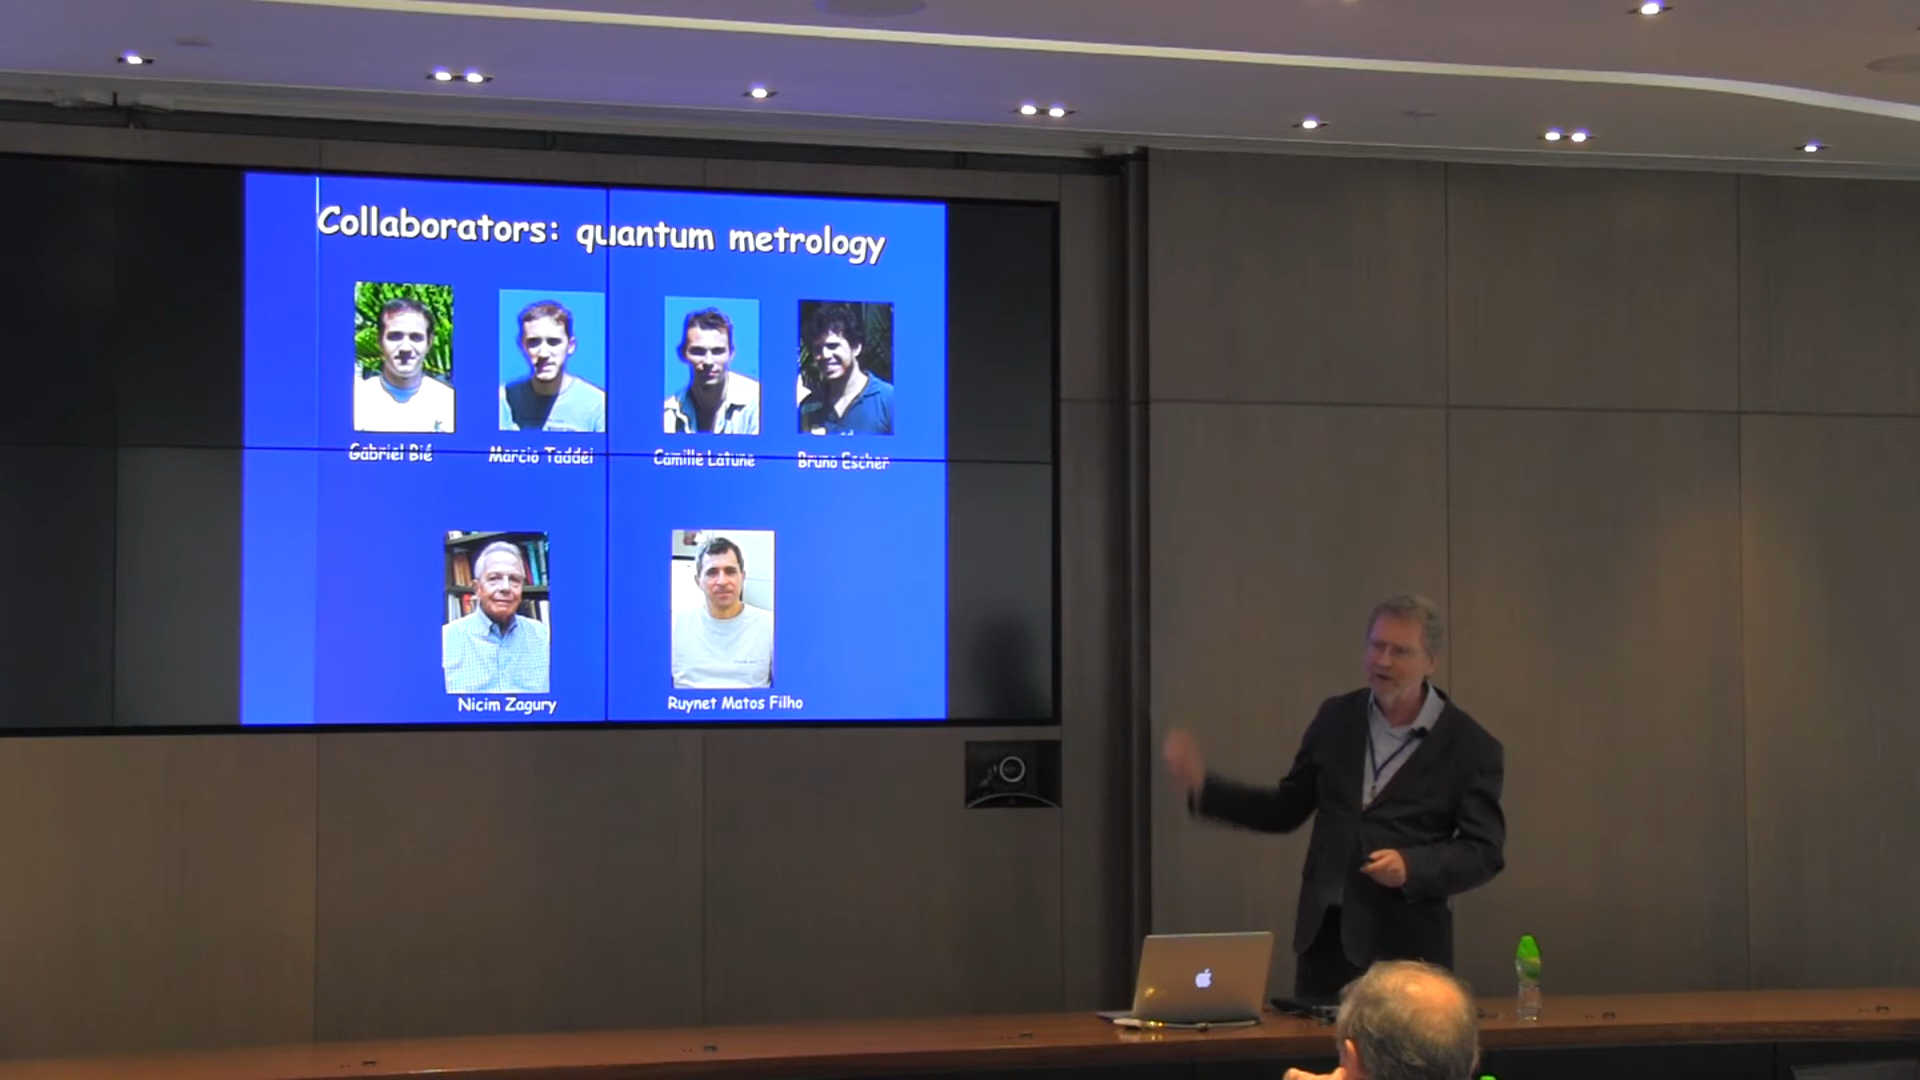 Collaborators: quantum metrology
Gabriel Bié
Marcio Taddei
Camille Latune
Bruno Escher
Nicim Zagury
Ruynet Matos Filho